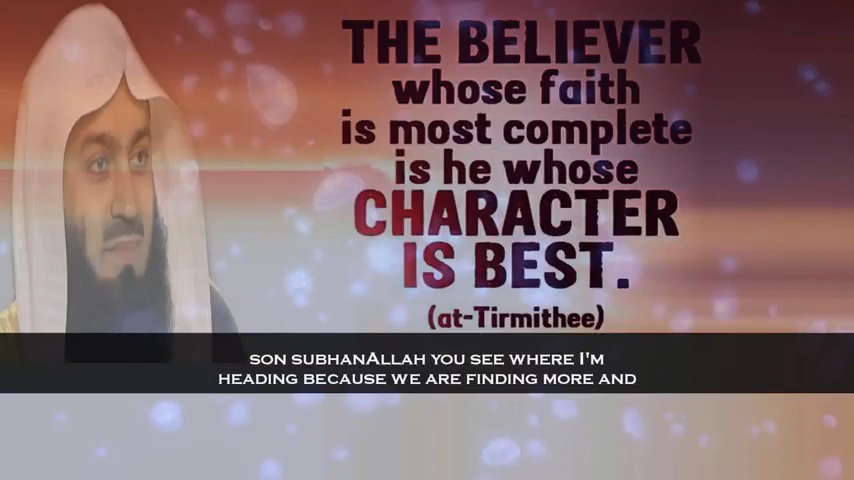 THE BELIEVER
whose faith
is most complete
is he whose
CHARACTER
IS BEST.
(at-Tirmithee)
SON SUBHANALLAH YOU SEE WHERE I'M
HEADING BECAUSE WE ARE FINDING MORE AND